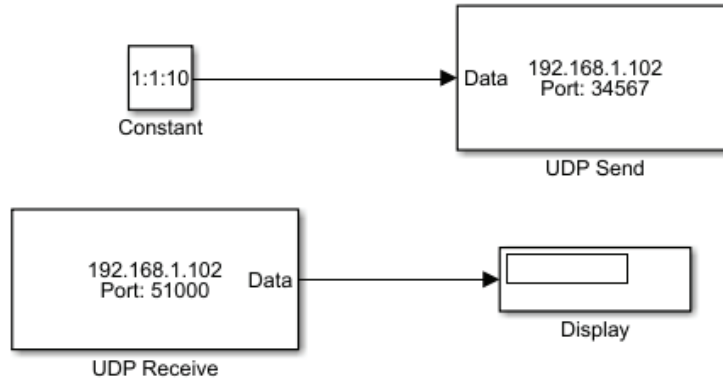 1:1:10
Constant
Data
192.168.1.102
Port: 34567
UDP Send
192.168.1.102
Port: 51000
Data
UDP Receive
Display